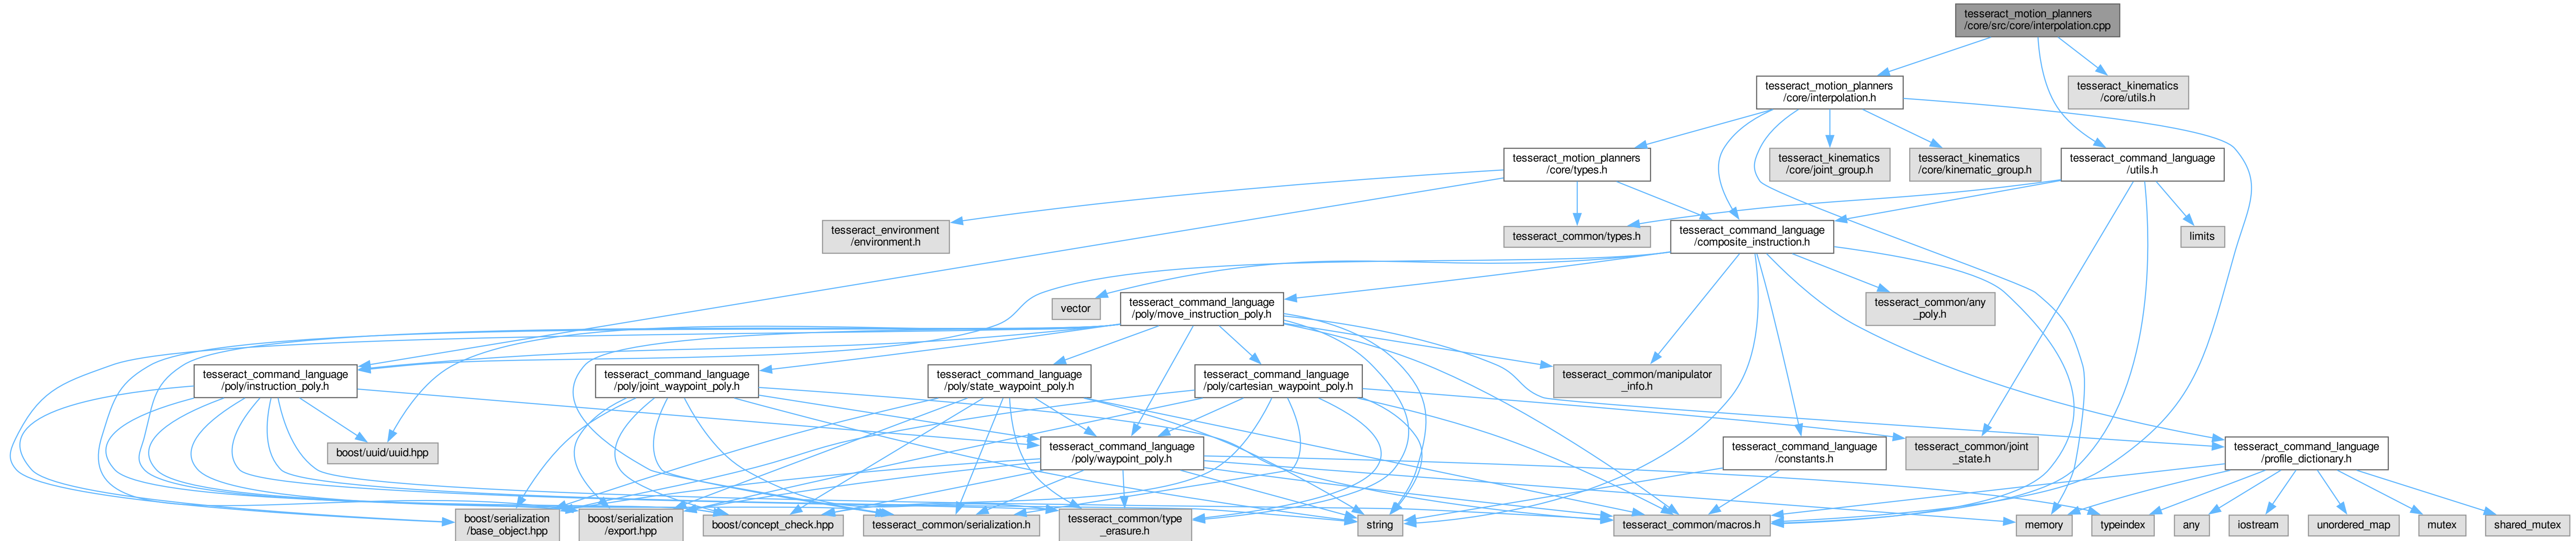 tesseract_motion_planners
/core/src/core/interpolation.cpp
tesseract_motion_planners
/core/interpolation.h
tesseract_kinematics
/core/utils.h
tesseract_motion_planners
/core/types.h
tesseract_kinematics
/core/joint_group.h
tesseract_kinematics
/core/kinematic_group.h
tesseract_command_language
/utils.h
tesseract_environment
/environment.h
tesseract_common/types.h
tesseract_command_language
/composite_instruction.h
limits
vector
tesseract_command_language
/poly/move_instruction_poly.h
tesseract_common/any
_poly.h
tesseract_command_language
/poly/instruction_poly.h
tesseract_command_language
/poly/joint_waypoint_poly.h
tesseract_command_language
/poly/state_waypoint_poly.h
tesseract_command_language
/poly/cartesian_waypoint_poly.h
tesseract_common/manipulator
_info.h
boost/uuid/uuid.hpp
tesseract_command_language
/poly/waypoint_poly.h
tesseract_command_language
/constants.h
tesseract_common/joint
_state.h
tesseract_command_language
/profile_dictionary.h
boost/serialization
/base_object.hpp
boost/serialization
/export.hpp
boost/concept_check.hpp
tesseract_common/serialization.h
tesseract_common/type
_erasure.h
string
tesseract_common/macros.h
memory
typeindex
any
iostream
unordered_map
mutex
shared_mutex